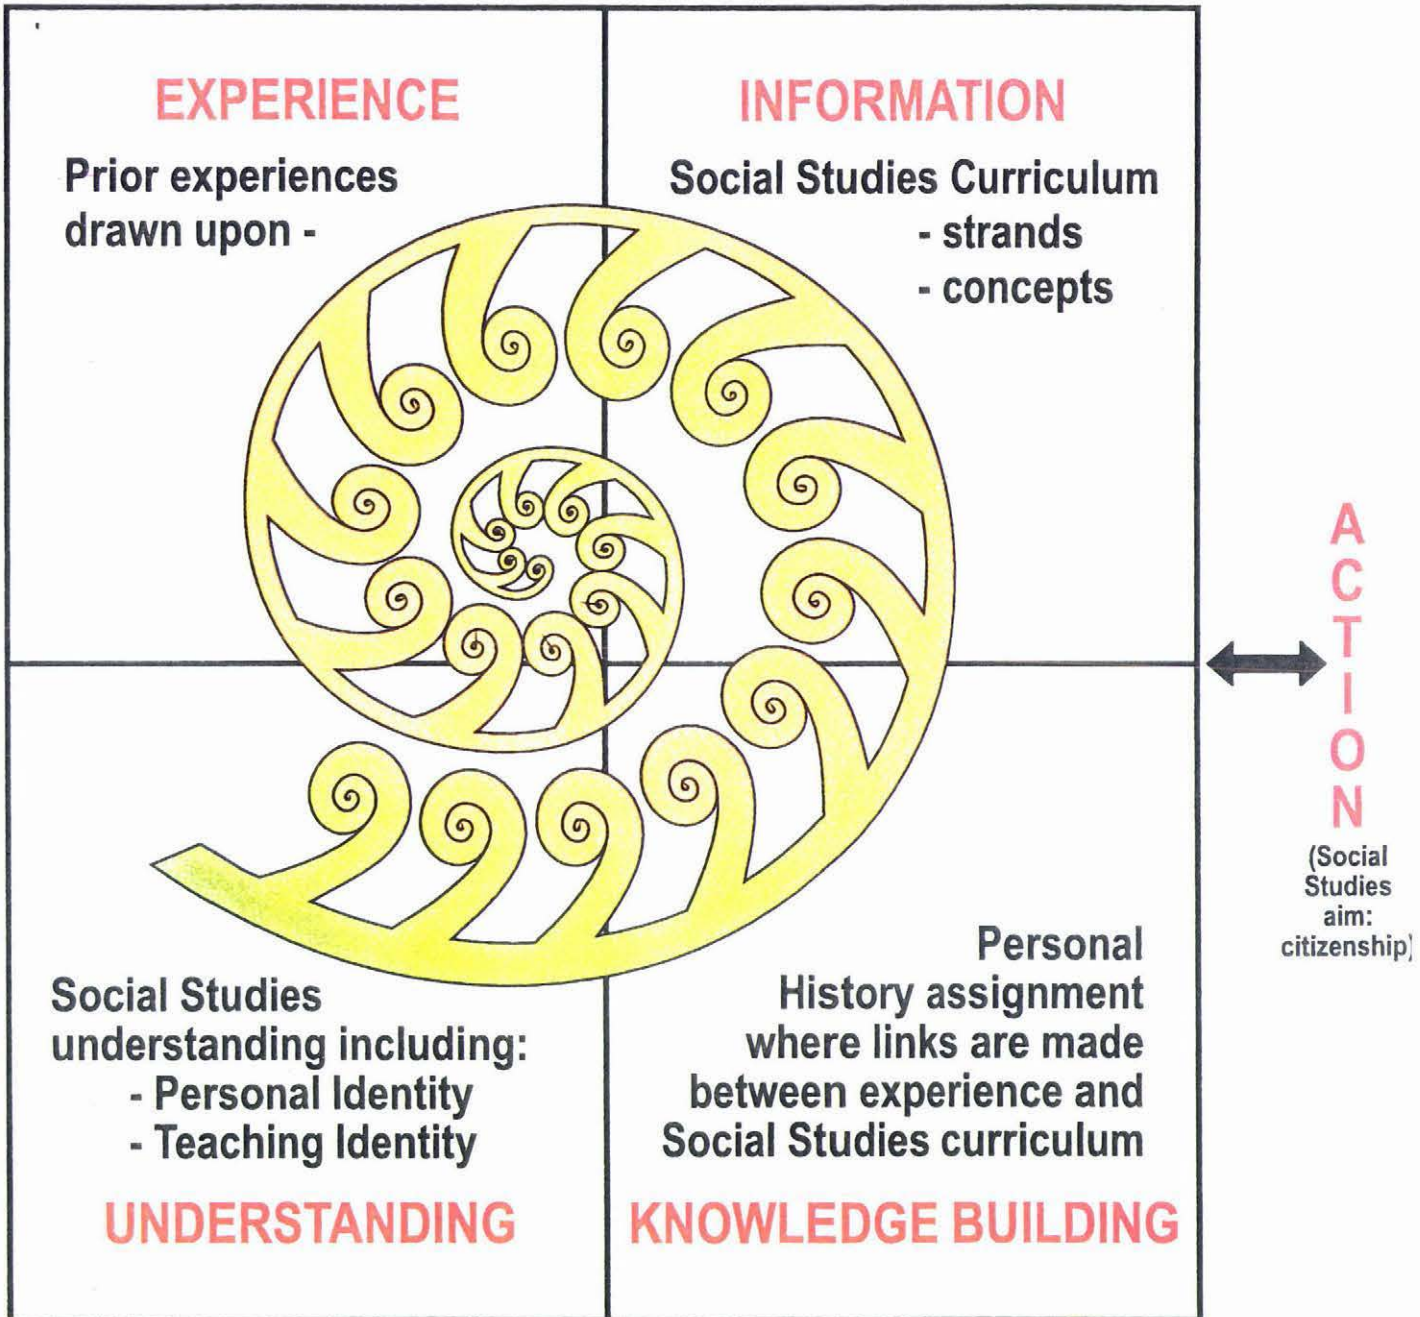 EXPERIENCE
Prior experiences
drawn upon -
INFORMATION
Social Studies Curriculum
- strands
- concepts
Social Studies
understanding including:
- Personal Identity
- Teaching Identity
UNDERSTANDING
Personal
History assignment
where links are made
between experience and
Social Studies curriculum
KNOWLEDGE BUILDING
ACTION
(Social
Studies
aim:
citizenship)